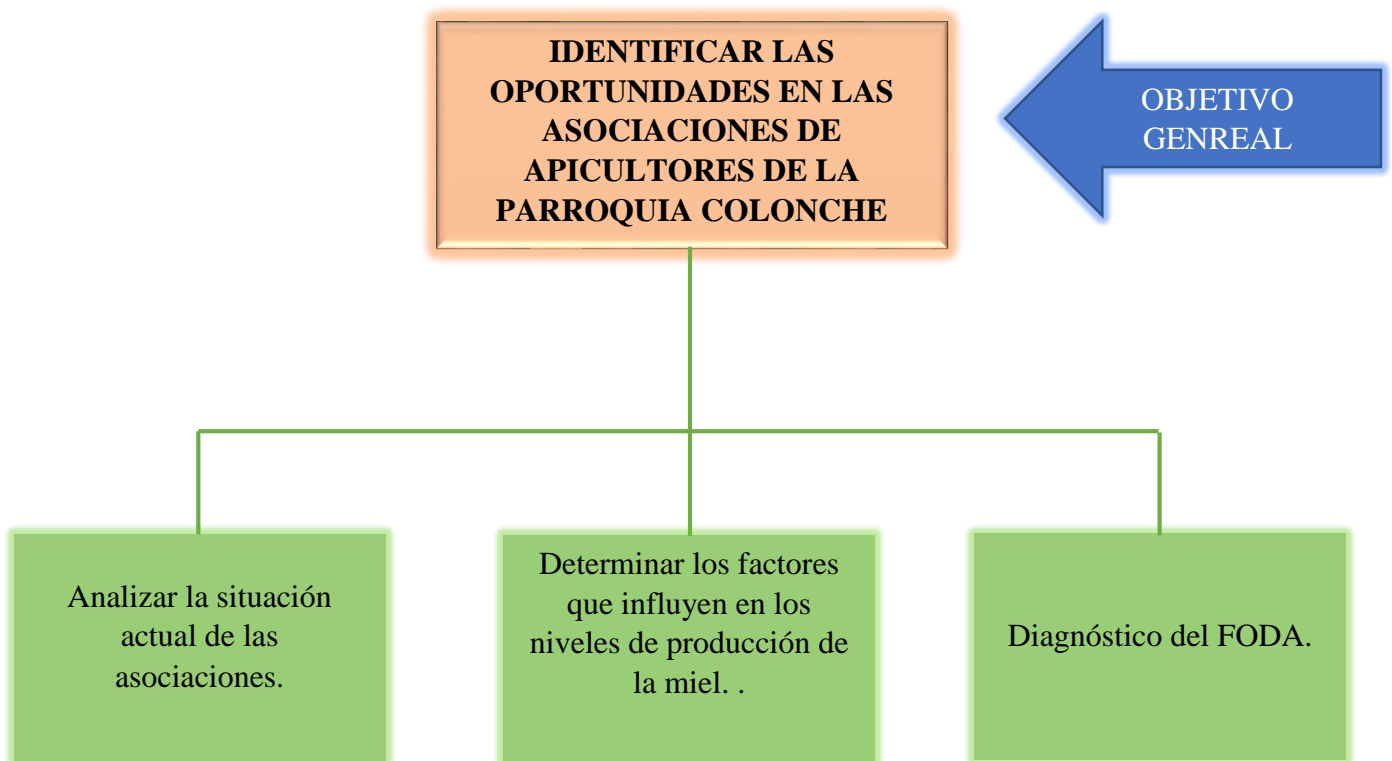 IDENTIFICAR LAS
OPORTUNIDADES EN LAS
ASOCIACIONES DE
APICULTORES DE LA
PARROQUIA COLONCHE
OBJETIVO
GENREAL
Analizar la situación
actual de las
asociaciones.
Determinar los factores
que influyen en los
niveles de producción de
la miel. .
Diagnóstico del FODA.